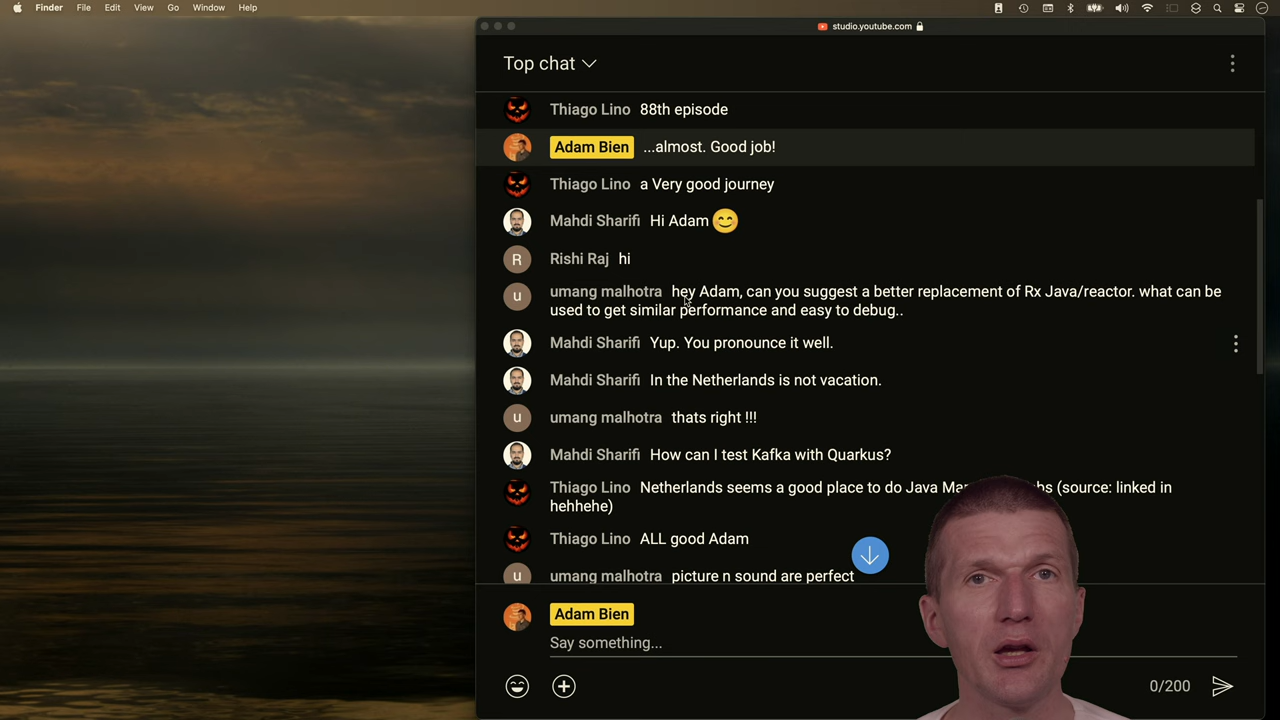 Finder File Edit View Go Window Help
studio.youtube.com
Top chat
Thiago Lino 88th episode
Adam Bien ...almost. Good job!
Thiago Lino a Very good journey
Mahdi Sharifi Hi Adam 😊
R Rishi Raj hi
u umang malhotra hey Adam, can you suggest a better replacement of Rx Java/reactor. what can be
used to get similar performance and easy to debug..
Mahdi Sharifi Yup. You pronounce it well.
Mahdi Sharifi In the Netherlands is not vacation.
u umang malhotra thats right !!!
Mahdi Sharifi How can I test Kafka with Quarkus?
Thiago Lino Netherlands seems a good place to do Java (source: linked in
hehhehe)
Thiago Lino ALL good Adam
u umang malhotra picture n sound are perfect
Adam Bien
Say something...
0/200